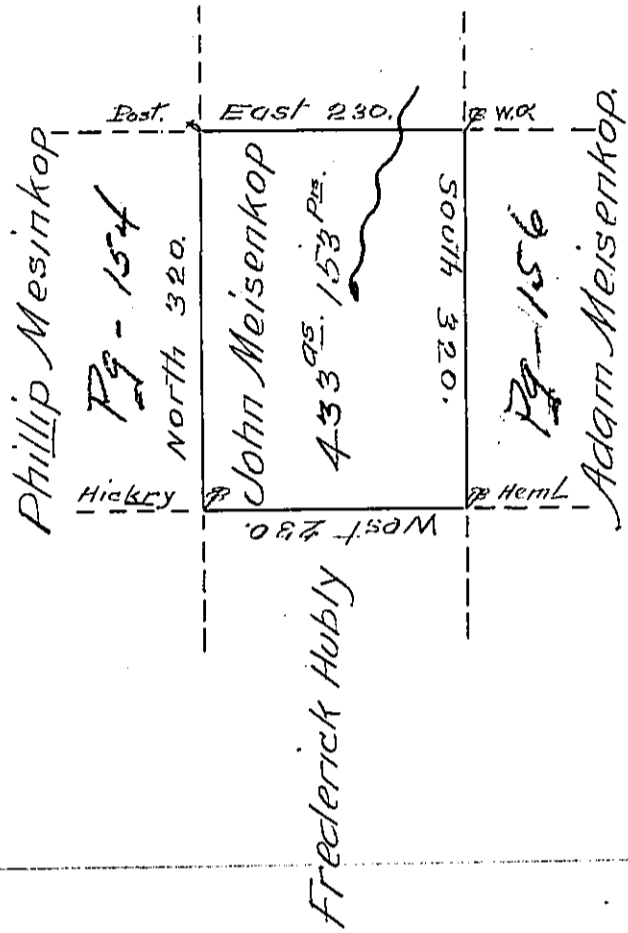 Phillip Mesinkop
Pg - 154
North 320.
Post.
Hickry
East 230.
John Meisenkop
433 as. 153 Prs.
South 320.
West 230.
W.O.
Heml
Pg - 156
Adam Meisenkop.
Frederick Hubly